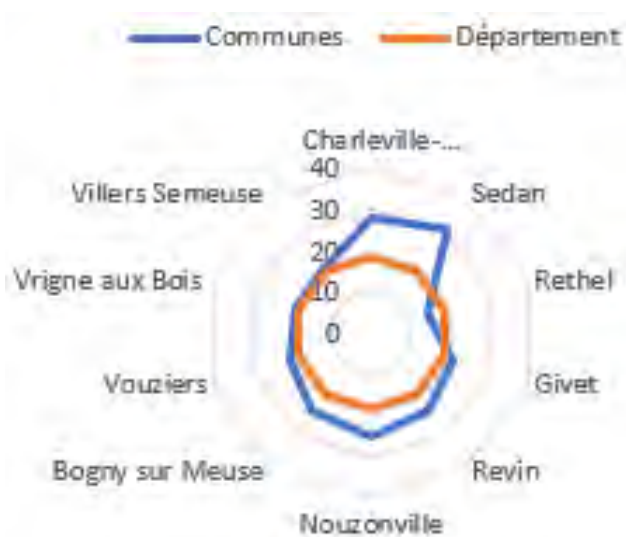 Communes Département
Charleville-...
40
Villers Semeuse 30 Sedan
20
Vrigne aux Bois 10 Rethel
0
Vouziers Givet
Bogny sur Meuse Revin
Nouzonville